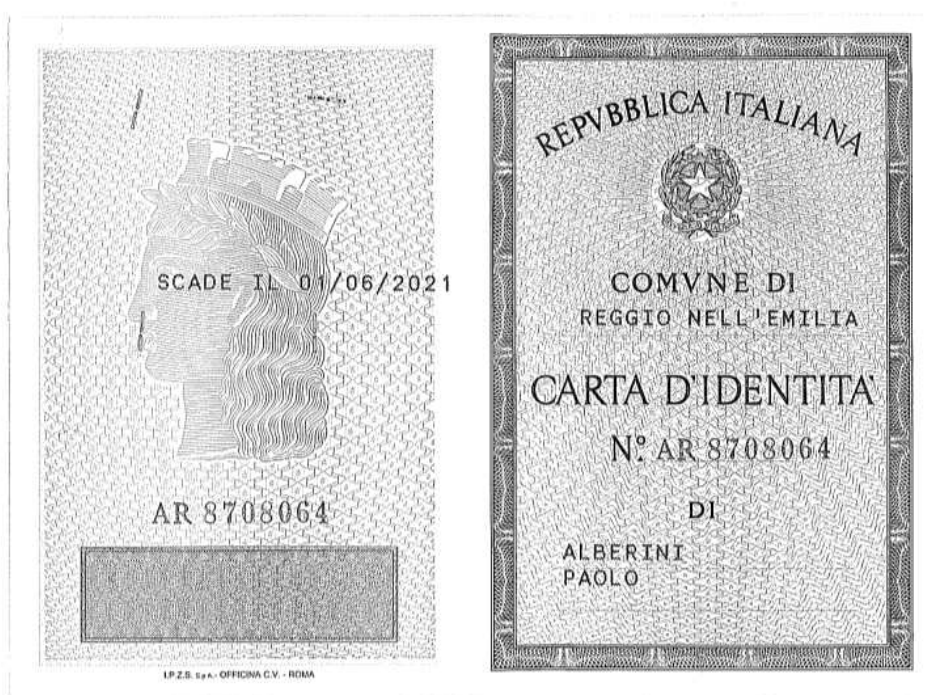 SCADE IL 01/06/2021
AR 8708064
I.P.Z.S. S.p.A. - OFFICINA C.V. - ROMA
REPVBBLICA ITALIANA
COMVNE DI
REGGIO NELL'EMILIA
CARTA D'IDENTITA'
N° AR 8708064
DI
ALBERINI
PAOLO